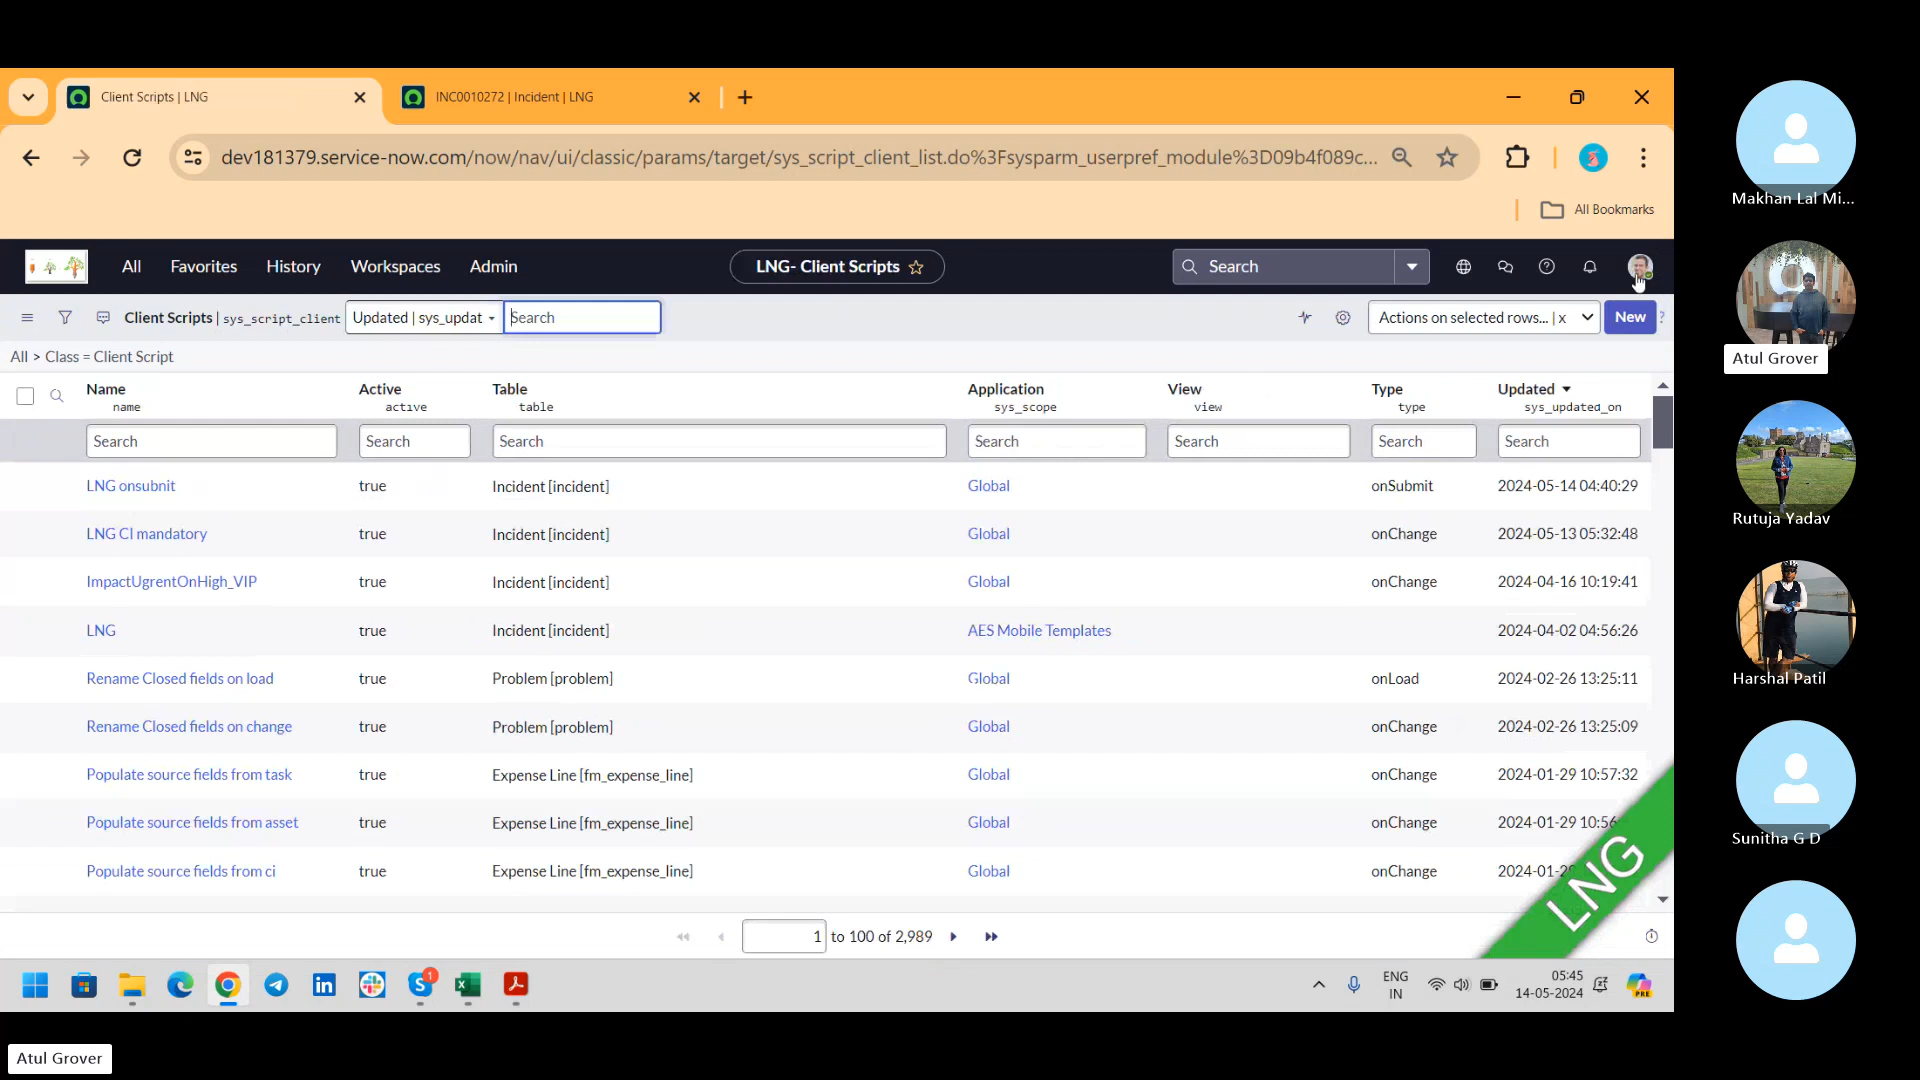 Client Scripts | LNG
INC0010272 | Incident | LNG
dev181379.service-now.com/now/nav/ui/classic/params/target/sys_script_client_list.do%3Fsysparm_userpref_module%3D09b4f089c...
All Bookmarks
All Favorites History Workspaces Admin
LNG- Client Scripts
Search
Client Scripts | sys_script_client
Updated | sys_updat
Search
Actions on selected rows... | x
New
?
All > Class = Client Script
Name Active Table Application View Type Updated
name active table sys_scope view type sys_updated_on
Search Search Search Search Search Search Search
LNG onsubnit true Incident [incident] Global onSubmit 2024-05-14 04:40:29
LNG CI mandatory true Incident [incident] Global onChange 2024-05-13 05:32:48
ImpactUgrentOnHigh_VIP true Incident [incident] Global onChange 2024-04-16 10:19:41
LNG true Incident [incident] AES Mobile Templates 2024-04-02 04:56:26
Rename Closed fields on load true Problem [problem] Global onLoad 2024-02-26 13:25:11
Rename Closed fields on change true Problem [problem] Global onChange 2024-02-26 13:25:09
Populate source fields from task true Expense Line [fm_expense_line] Global onChange 2024-01-29 10:57:32
Populate source fields from asset true Expense Line [fm_expense_line] Global onChange 2024-01-29 10:56
Populate source fields from ci true Expense Line [fm_expense_line] Global onChange
LNG
1 to 100 of 2,989
1
ENG
IN
05:45
14-05-2024
PRE
Makhan Lal Mi...
Atul Grover
Rutuja Yadav
Harshal Patil
Sunitha G D
Atul Grover